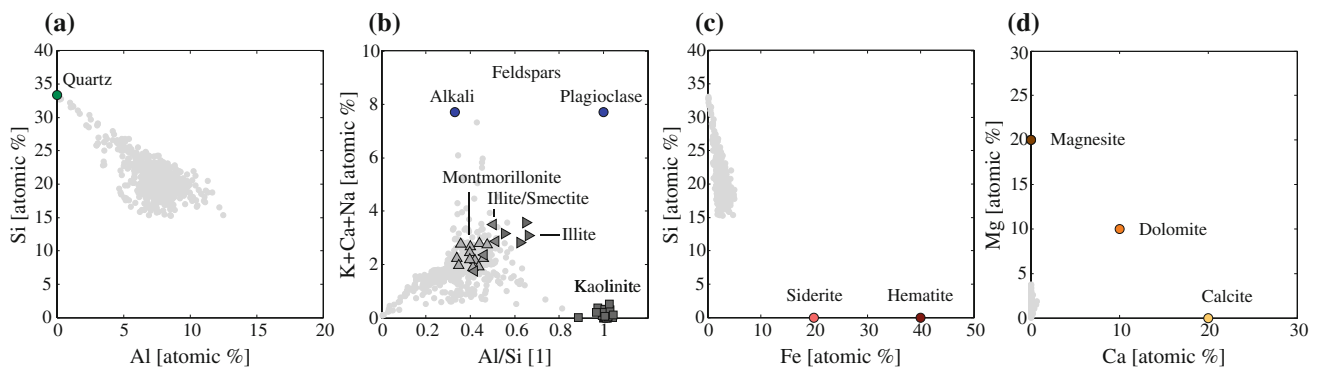 (a)
40
35
30
25
20
15
10
5
0
Si [atomic %]
Quartz
0 5 10 15 20
Al [atomic %]
(b)
10
8
6
4
2
0
K+Ca+Na [atomic %]
Feldspars
Alkali
Plagioclase
Montmorillonite
Illite/Smectite
Illite
Kaolinite
0 0.2 0.4 0.6 0.8 1
Al/Si [1]
(c)
40
35
30
25
20
15
10
5
0
Si [atomic %]
Siderite
Hematite
0 10 20 30 40 50
Fe [atomic %]
(d)
30
25
20
15
10
5
0
Mg [atomic %]
Magnesite
Dolomite
Calcite
0 10 20 30
Ca [atomic %]